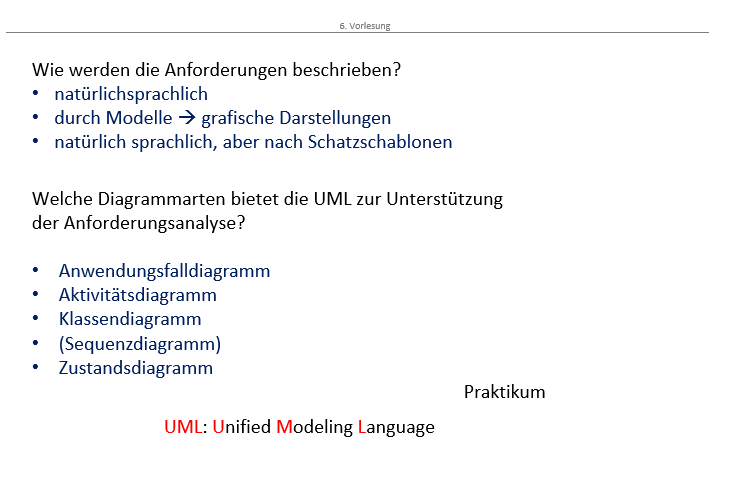 6. Vorlesung
Wie werden die Anforderungen beschrieben?
• natürlichsprachlich
• durch Modelle → grafische Darstellungen
• natürlich sprachlich, aber nach Schatzschablonen
Welche Diagrammarten bietet die UML zur Unterstützung
der Anforderungsanalyse?
• Anwendungsfalldiagramm
• Aktivitätsdiagramm
• Klassendiagramm
• (Sequenzdiagramm)
• Zustandsdiagramm
Praktikum
UML: Unified Modeling Language